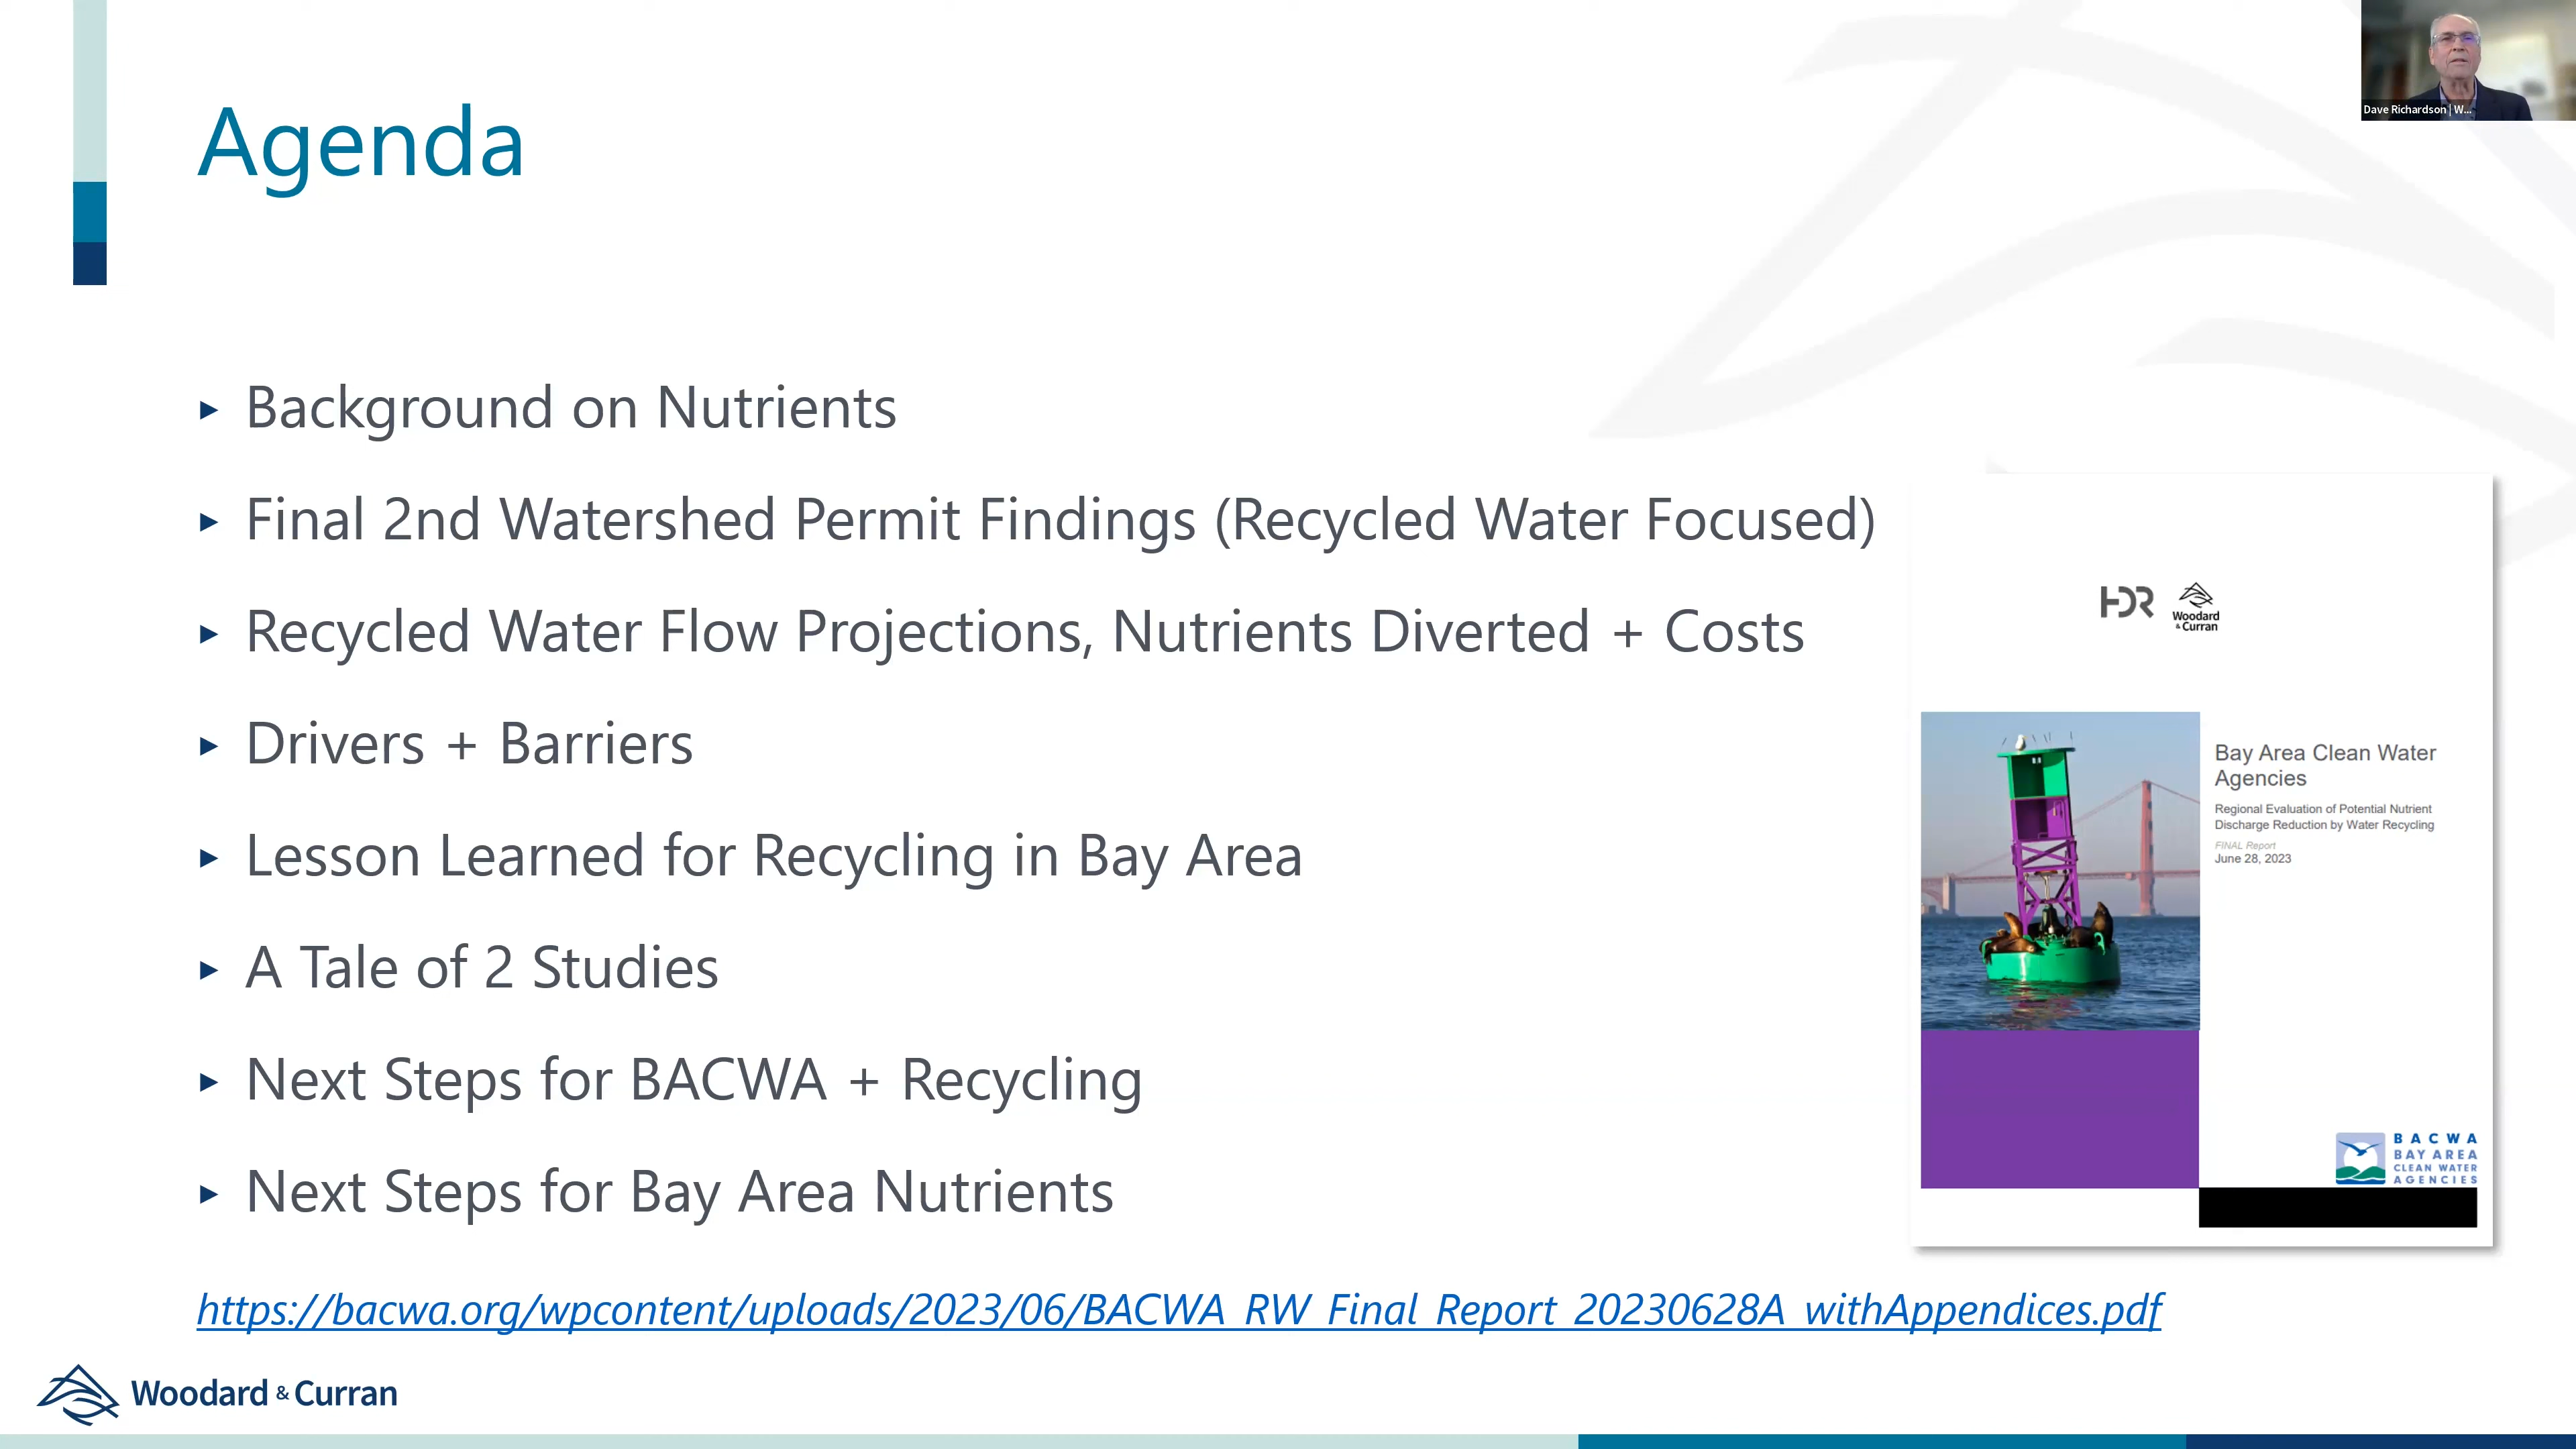 Dave Richardson | W...
Agenda
Background on Nutrients
Final 2nd Watershed Permit Findings (Recycled Water Focused)
Recycled Water Flow Projections, Nutrients Diverted + Costs
Drivers + Barriers
Lesson Learned for Recycling in Bay Area
A Tale of 2 Studies
Next Steps for BACWA + Recycling
Next Steps for Bay Area Nutrients
https://bacwa.org/wpcontent/uploads/2023/06/BACWA_RW_Final_Report_20230628A_withAppendices.pdf
HDR
Woodard
& Curran
Bay Area Clean Water
Agencies
Regional Evaluation of Potential Nutrient
Discharge Reduction by Water Recycling
FINAL Report
June 28, 2023
BACWA
BAY AREA
CLEAN WATER
AGENCIES
Woodard & Curran